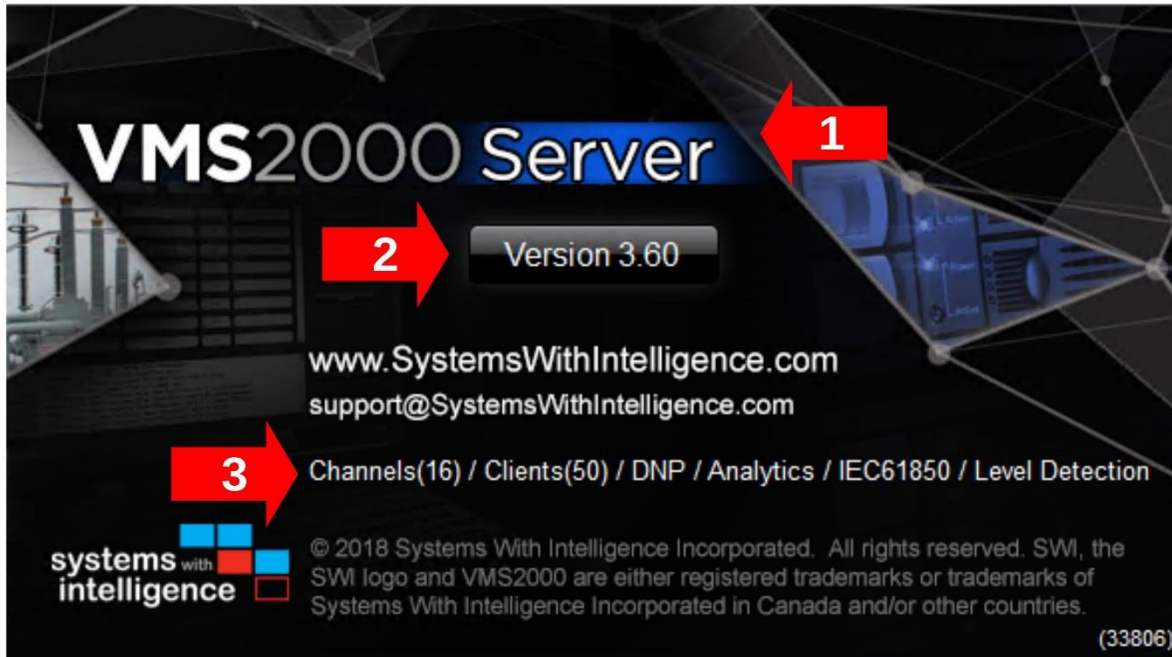 VMS2000 Server
1
2
Version 3.60
www.SystemsWithIntelligence.com
support@SystemsWithIntelligence.com
3
Channels(16) / Clients(50) / DNP / Analytics / IEC61850 / Level Detection
systems with
intelligence
© 2018 Systems With Intelligence Incorporated. All rights reserved. SWI, the
SWI logo and VMS2000 are either registered trademarks or trademarks of
Systems With Intelligence Incorporated in Canada and/or other countries.
(33806)